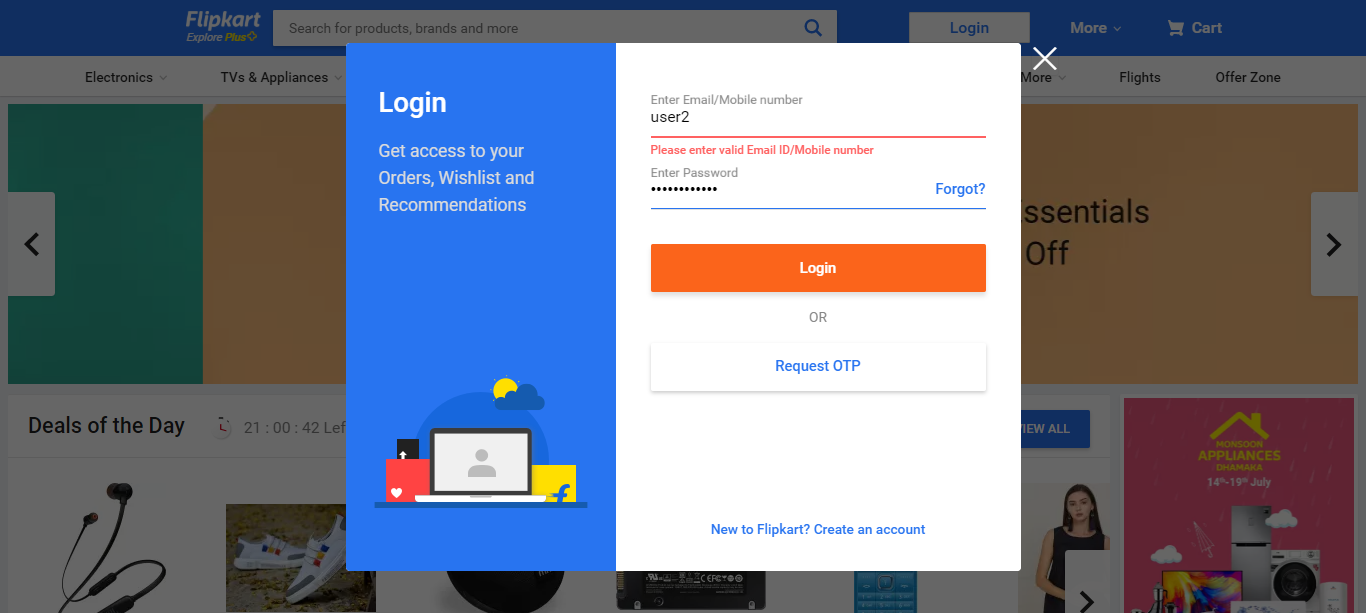 Flipkart
Explore Plus
Search for products, brands and more
Login
More
Cart
Electronics
TVs & Appliances
More
Flights
Offer Zone
Login
Get access to your
Orders, Wishlist and
Recommendations
Enter Email/Mobile number
user2
Please enter valid Email ID/Mobile number
Enter Password
••••••••••••
Forgot?
Login
OR
Request OTP
New to Flipkart? Create an account
ssentials
Off
Deals of the Day
21 : 00 : 42 Lef
VIEW ALL
MONSOON
APPLIANCES
DHAMAKA
14th-19th July